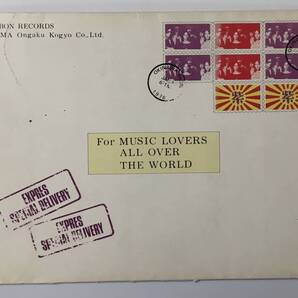 BON RECORDS
MA Ongaku Kogyo Co., Ltd.
1976
For MUSIC LOVERS
ALL OVER
THE WORLD
EXPRES
SPECIAL DELIVERY
EXPRES
SPECIAL DELIVERY